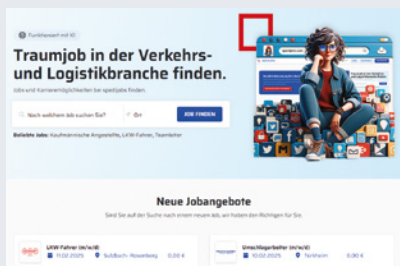 Funktioniert mit KI
Traumjob in der Verkehrs-
und Logistikbranche finden.
Jobs und Karrieremöglichkeiten bei spedijobs finden.
Nach welchem Job suchen Sie?
Ort
JOB FINDEN
Beliebte Jobs: Kaufmännische Angestellte, LKW-Fahrer, Teamleiter
Neue Jobangebote
Sind Sie auf der Suche nach einem neuen Job, wir haben den Richtigen für Sie.
LKW-Fahrer (m/w/d)
11.02.2025 Sulzbach- Rosenberg 0,00 €
Umschlagarbeiter (m/w/d)
10.02.2025 0,00 €